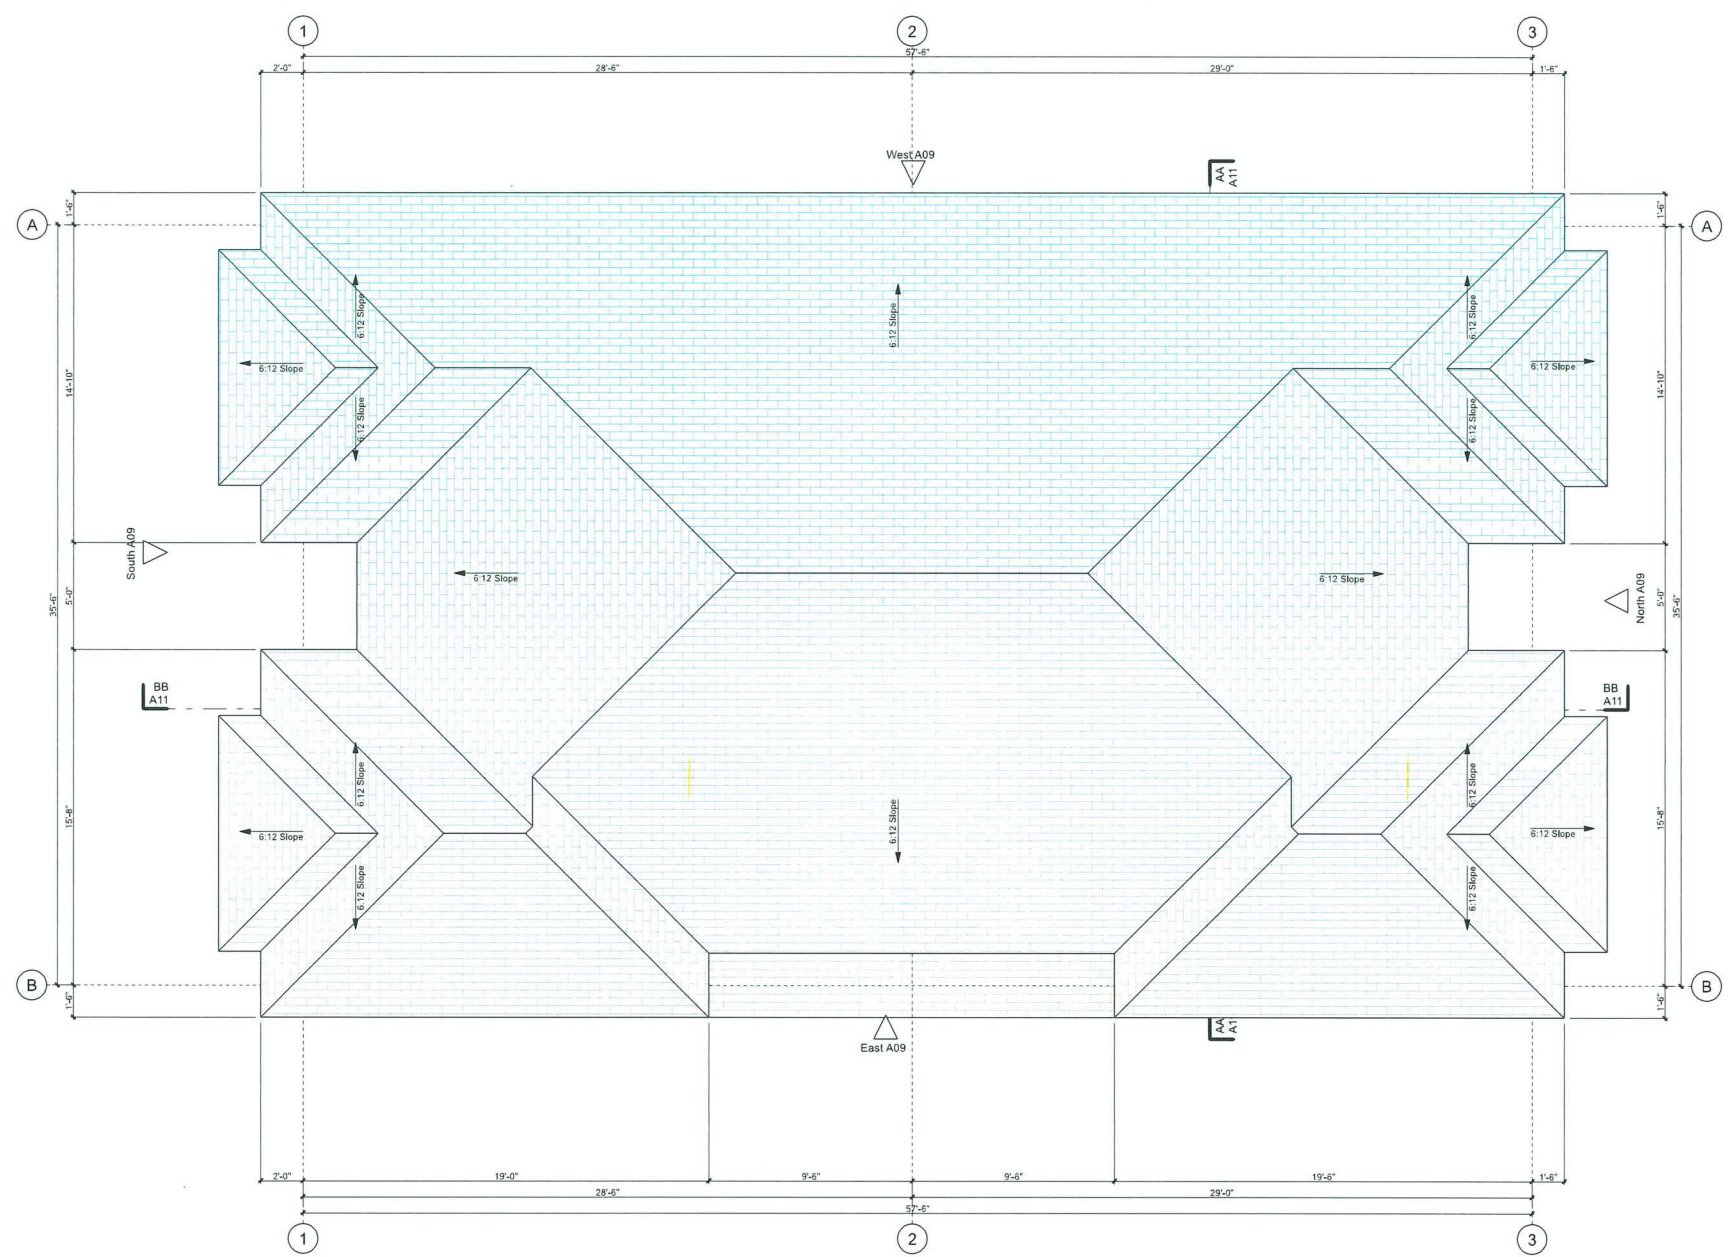 1
2
3
57'-6"
2'-0"
28'-6"
29'-0"
1'-6"
West A09
AA
A11
1'-6"
1'-6"
A
A
6:12 Slope
6:12 Slope
6:12 Slope
6:12 Slope
6:12 Slope
14'-10"
14'-10"
6:12 Slope
6:12 Slope
6:12 Slope
South A09
6:12 Slope
6:12 Slope
North A09
35'-6"
5'-0"
5'-0"
35'-6"
BB
A11
BB
A11
6:12 Slope
6:12 Slope
15'-8"
6:12 Slope
6:12 Slope
6:12 Slope
15'-8"
6:12 Slope
6:12 Slope
B
B
1'-6"
1'-6"
East A09
AA
A1
2'-0"
19'-0"
9'-6"
9'-6"
19'-6"
1'-6"
28'-6"
29'-0"
57'-6"
1
2
3